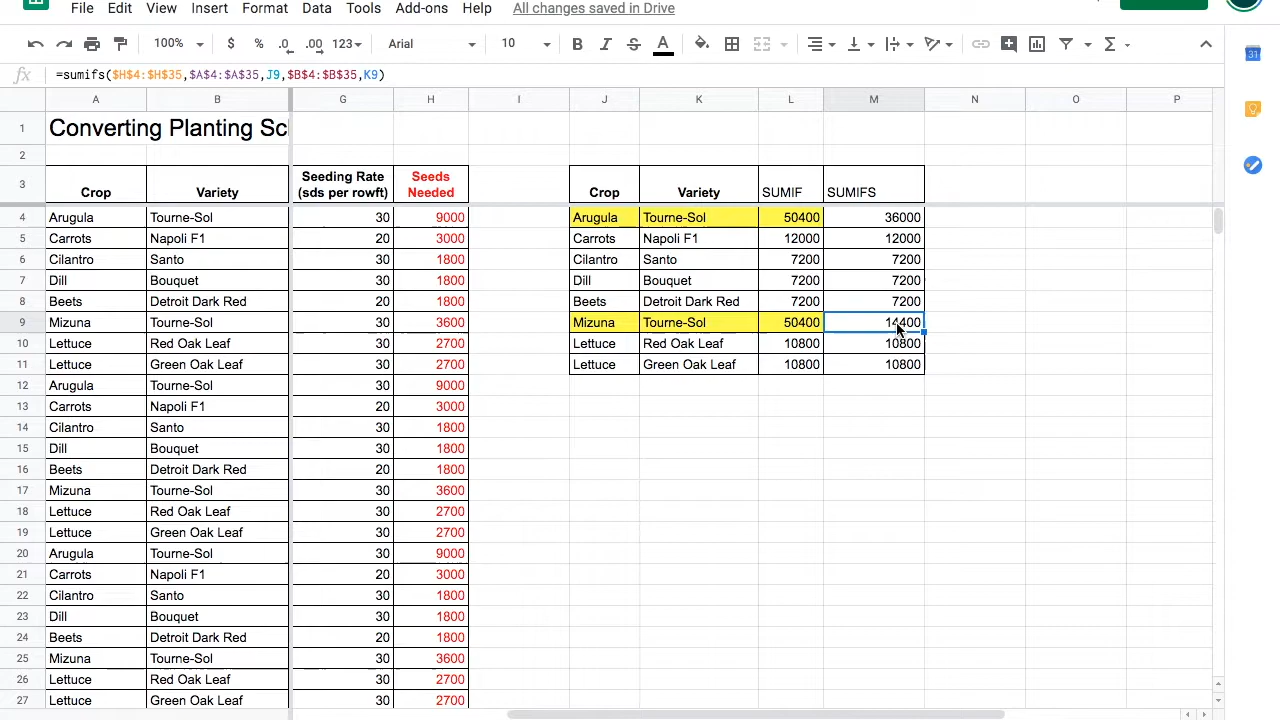 File Edit View Insert Format Data Tools Add-ons Help All changes saved in Drive
100% $ % .0 .00 123 Arial 10 B I S A Σ
31
fx =sumifs($H$4:$H$35,$A$4:$A$35,J9,$B$4:$B$35,K9)
A B G H I J K L M N O P
1 Converting Planting Sc
2
3 Crop Variety Seeding Rate (sds per rowft) Seeds Needed Crop Variety SUMIF SUMIFS
4 Arugula Tourne-Sol 30 9000 Arugula Tourne-Sol 50400 36000
5 Carrots Napoli F1 20 3000 Carrots Napoli F1 12000 12000
6 Cilantro Santo 30 1800 Cilantro Santo 7200 7200
7 Dill Bouquet 30 1800 Dill Bouquet 7200 7200
8 Beets Detroit Dark Red 20 1800 Beets Detroit Dark Red 7200 7200
9 Mizuna Tourne-Sol 30 3600 Mizuna Tourne-Sol 50400 14400
10 Lettuce Red Oak Leaf 30 2700 Lettuce Red Oak Leaf 10800 10800
11 Lettuce Green Oak Leaf 30 2700 Lettuce Green Oak Leaf 10800 10800
12 Arugula Tourne-Sol 30 9000
13 Carrots Napoli F1 20 3000
14 Cilantro Santo 30 1800
15 Dill Bouquet 30 1800
16 Beets Detroit Dark Red 20 1800
17 Mizuna Tourne-Sol 30 3600
18 Lettuce Red Oak Leaf 30 2700
19 Lettuce Green Oak Leaf 30 2700
20 Arugula Tourne-Sol 30 9000
21 Carrots Napoli F1 20 3000
22 Cilantro Santo 30 1800
23 Dill Bouquet 30 1800
24 Beets Detroit Dark Red 20 1800
25 Mizuna Tourne-Sol 30 3600
26 Lettuce Red Oak Leaf 30 2700
27 Lettuce Green Oak Leaf 30 2700